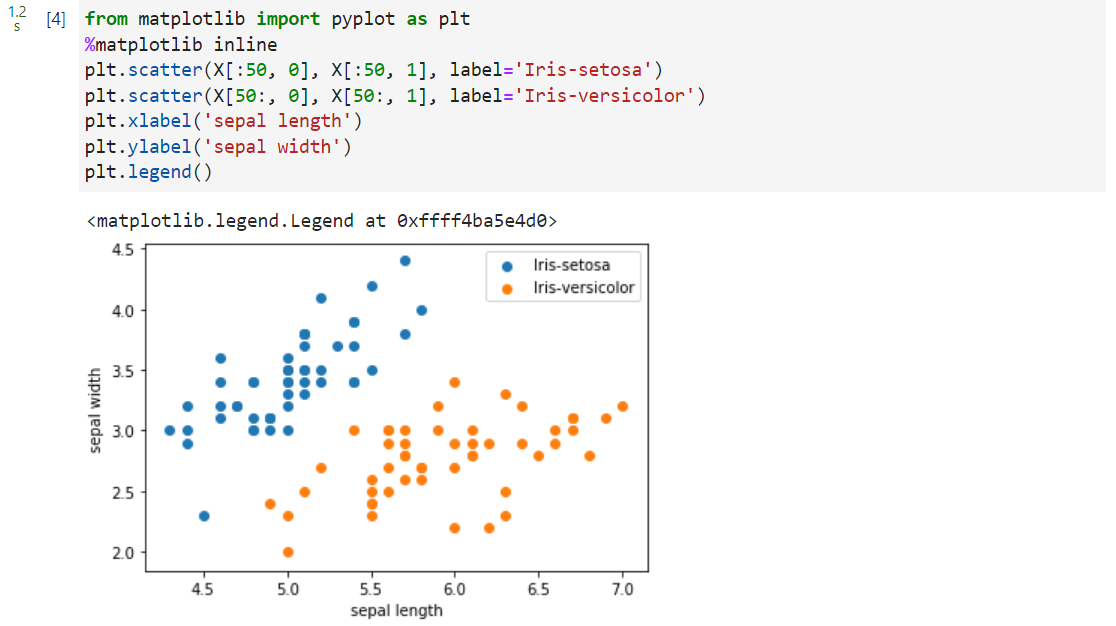 1.2
s
[4]
from matplotlib import pyplot as plt
%matplotlib inline
plt.scatter(X[:50, 0], X[:50, 1], label='Iris-setosa')
plt.scatter(X[50:, 0], X[50:, 1], label='Iris-versicolor')
plt.xlabel('sepal length')
plt.ylabel('sepal width')
plt.legend()
<matplotlib.legend.Legend at 0xffff4ba5e4d0>
4.5
4.0
3.5
3.0
2.5
2.0
sepal width
Iris-setosa
Iris-versicolor
4.5 5.0 5.5 6.0 6.5 7.0
sepal length